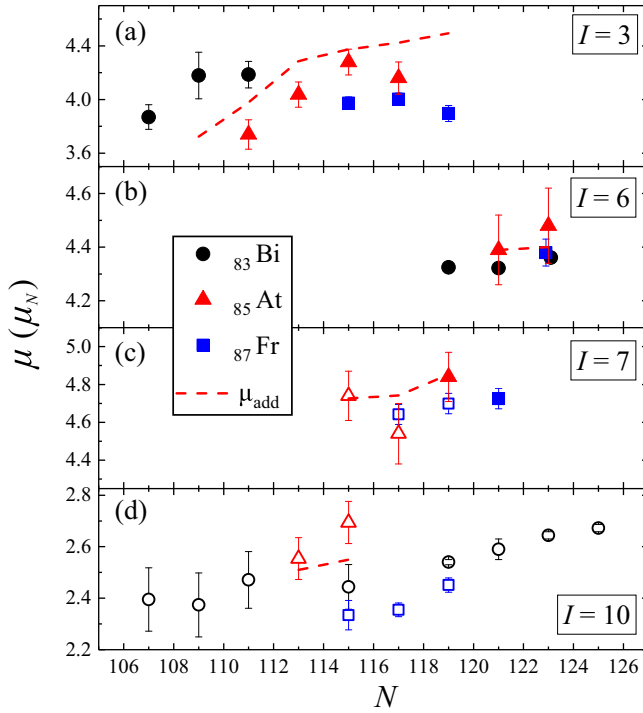 (a)
I = 3
4.4
4.0
3.6
(b)
I = 6
4.6
4.4
4.2
83Bi
85At
87Fr
μadd
μ (μN)
(c)
I = 7
5.0
4.8
4.6
4.4
(d)
I = 10
2.8
2.6
2.4
2.2
106 108 110 112 114 116 118 120 122 124 126
N